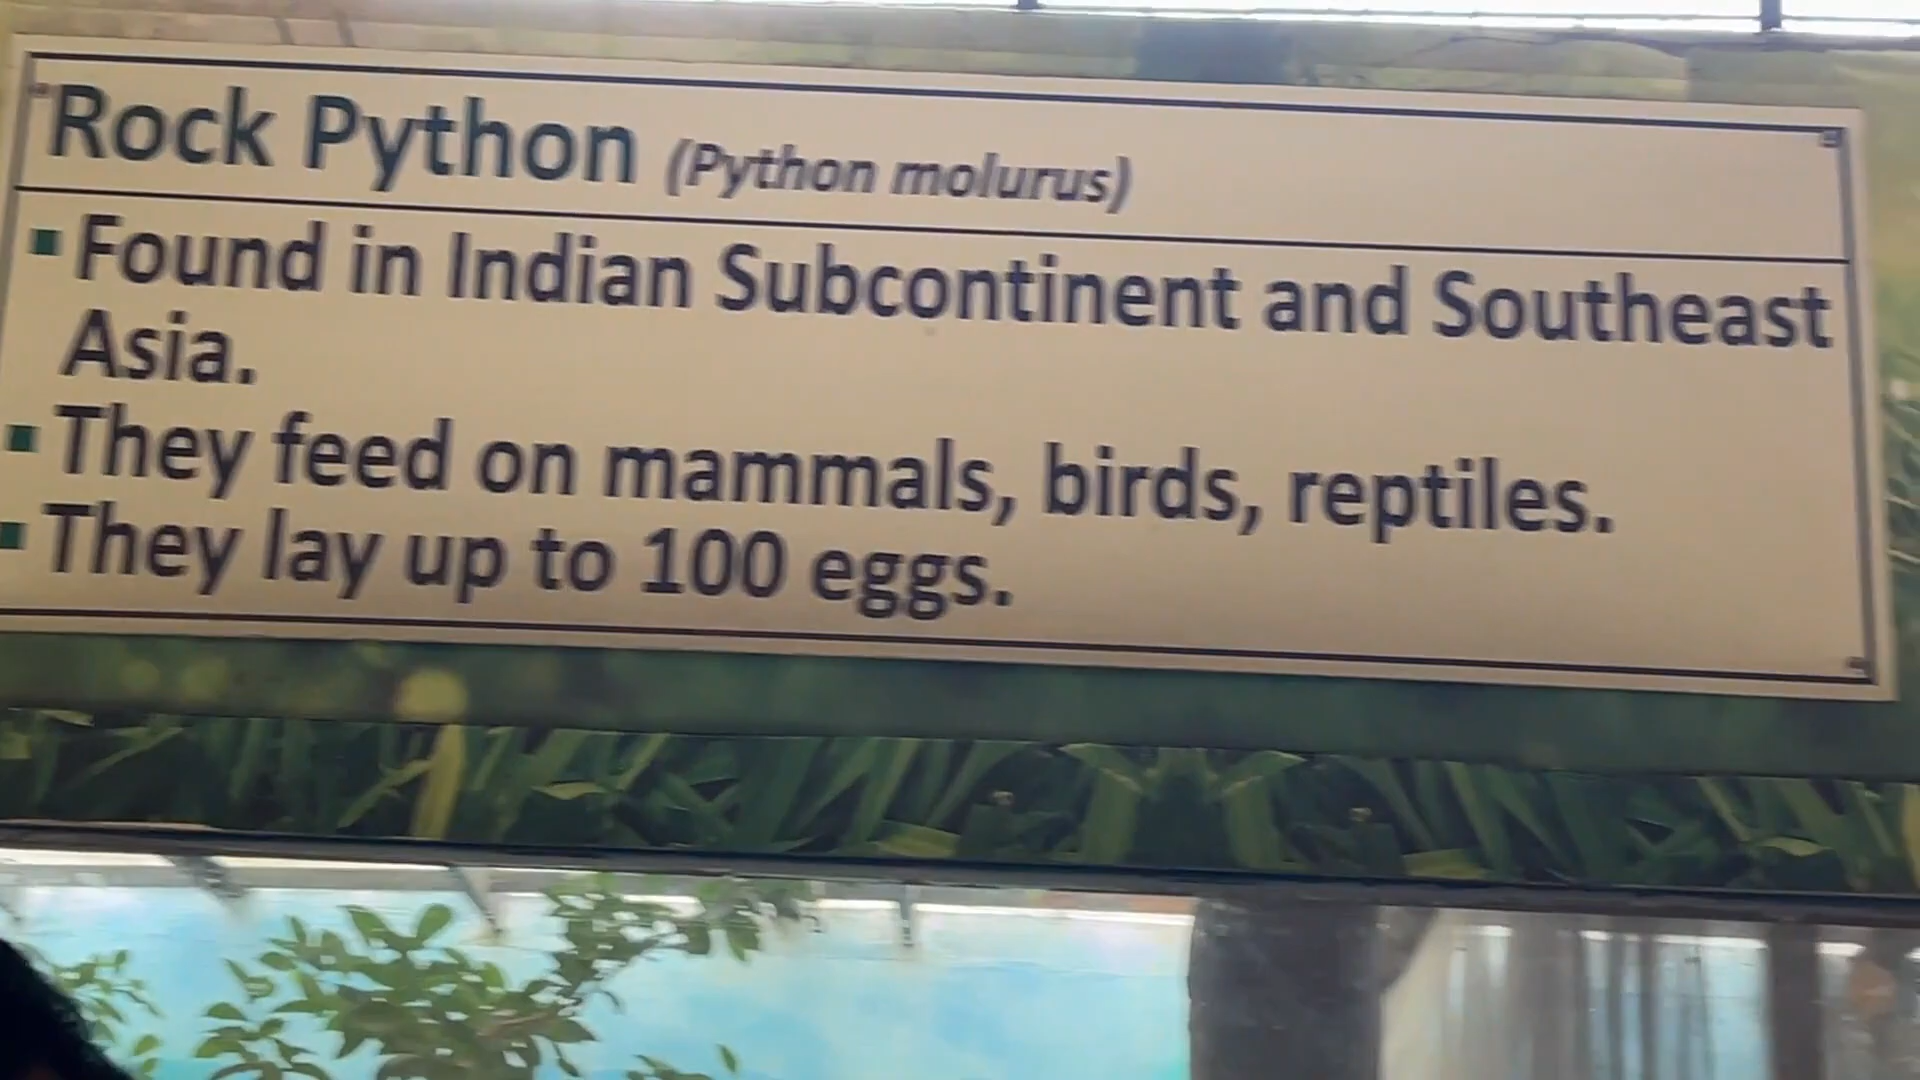 Rock Python (Python molurus)
▪Found in Indian Subcontinent and Southeast
Asia.
▪They feed on mammals, birds, reptiles.
▪They lay up to 100 eggs.